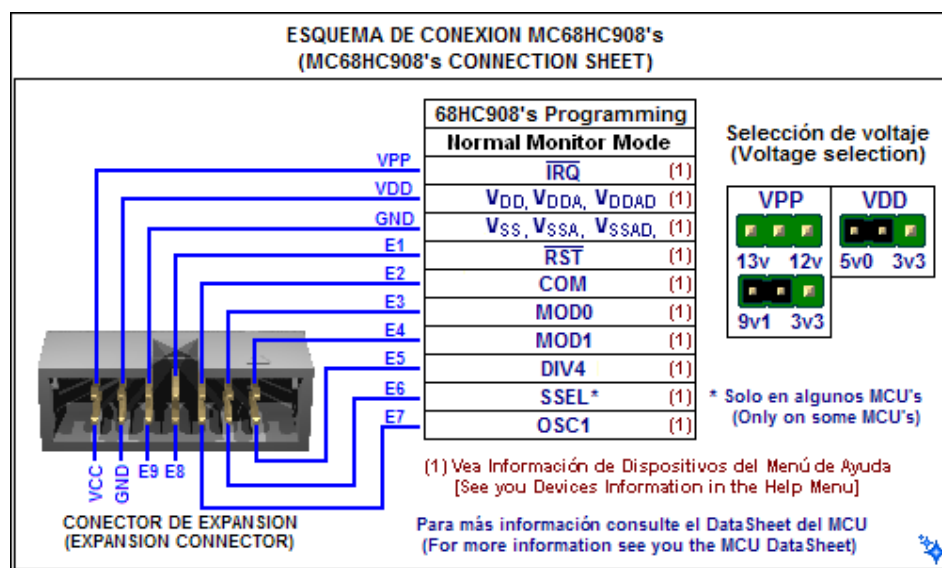 ESQUEMA DE CONEXION MC68HC908's
(MC68HC908's CONNECTION SHEET)
68HC908's Programming
Normal Monitor Mode
VPP IRQ (1)
VDD VDD, VDDA, VDDAD (1)
GND VSS, VSSA, VSSAD, (1)
E1 RST (1)
E2 COM (1)
E3 MOD0 (1)
E4 MOD1 (1)
E5 DIV4 (1)
E6 SSEL* (1)
E7 OSC1 (1)
Selección de voltaje
(Voltage selection)
VPP VDD
13v 12v 5v0 3v3
9v1 3v3
* Solo en algunos MCU's
(Only on some MCU's)
VCC GND E9 E8
CONECTOR DE EXPANSION
(EXPANSION CONNECTOR)
(1) Vea Información de Dispositivos del Menú de Ayuda
[See you Devices Information in the Help Menu]
Para más información consulte el DataSheet del MCU
(For more information see you the MCU DataSheet)